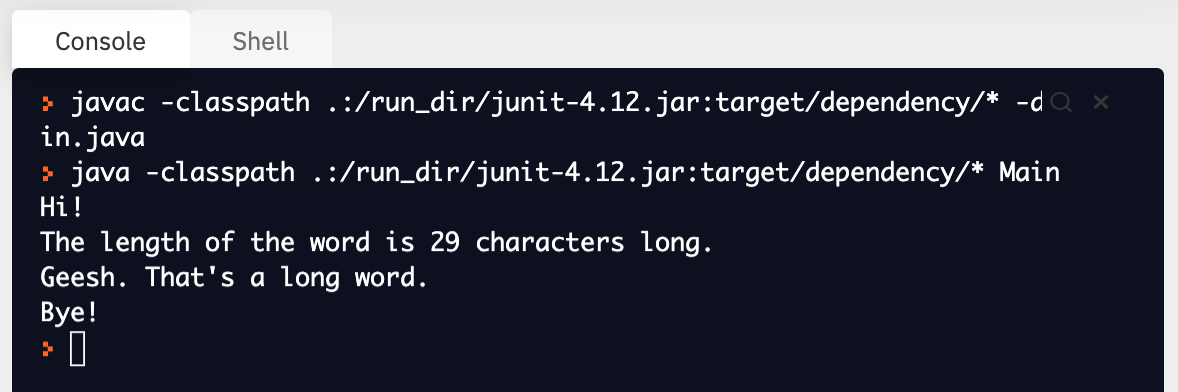 Console
Shell
javac -classpath .:/run_dir/junit-4.12.jar:target/dependency/* -d
in.java
java -classpath .:/run_dir/junit-4.12.jar:target/dependency/* Main
Hi!
The length of the word is 29 characters long.
Geesh. That's a long word.
Bye!